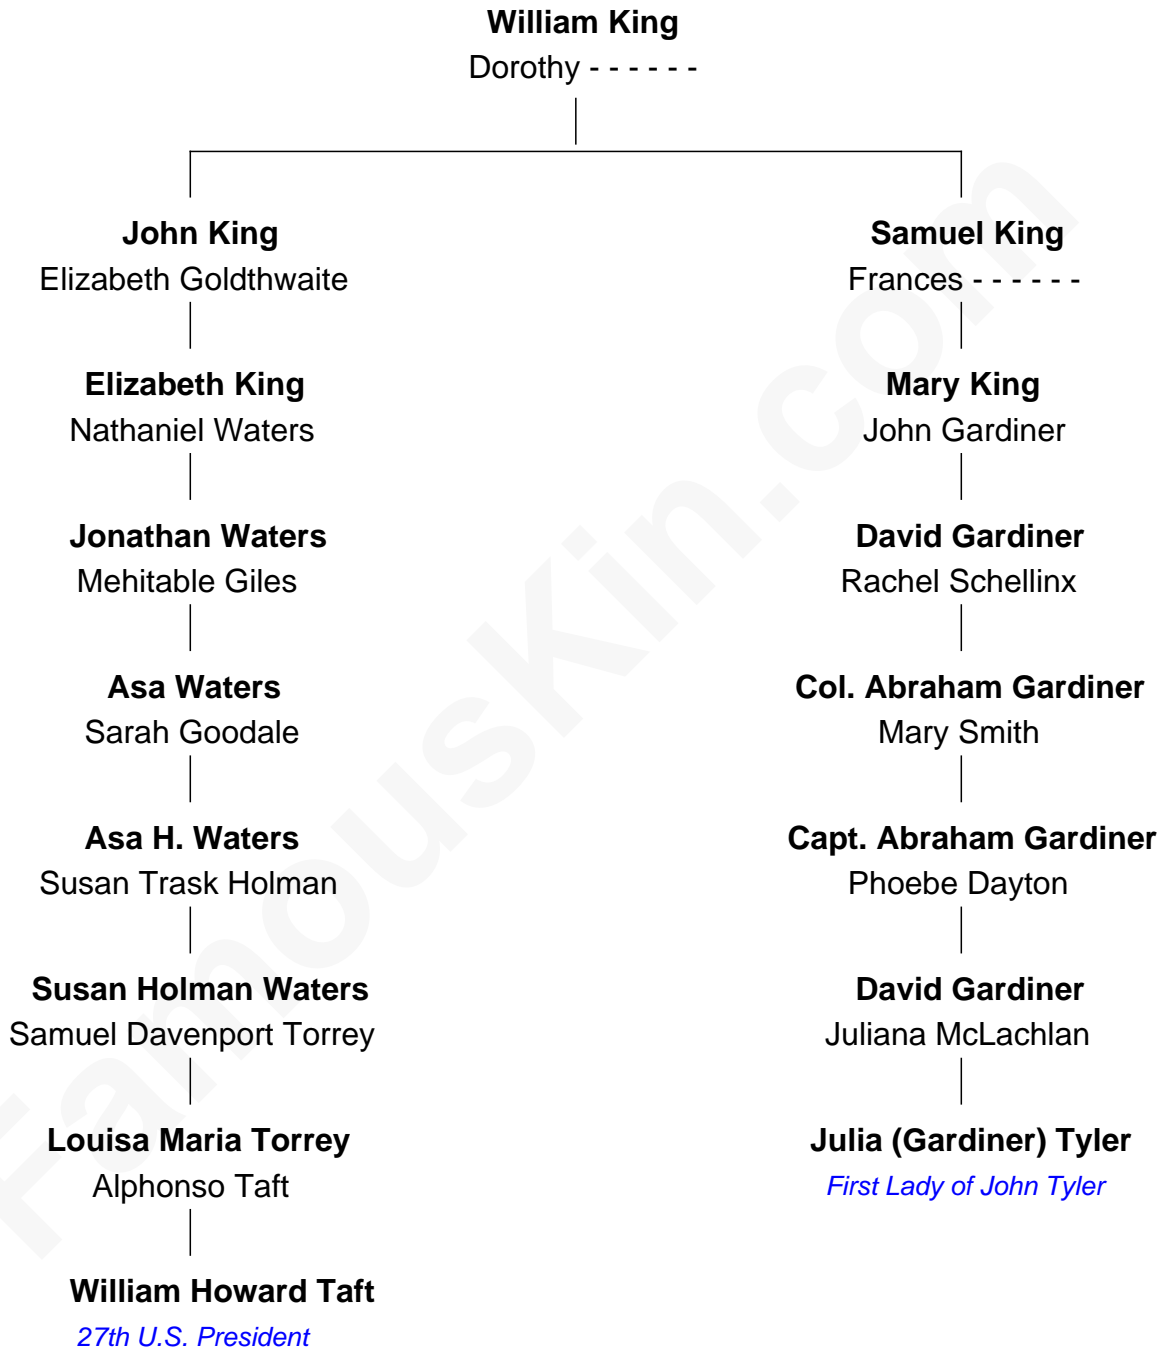 William King
Dorothy - - - - - -
John King
Elizabeth Goldthwaite
Samuel King
Frances - - - - - -
Elizabeth King
Nathaniel Waters
Mary King
John Gardiner
Jonathan Waters
Mehitable Giles
David Gardiner
Rachel Schellinx
Asa Waters
Sarah Goodale
Col. Abraham Gardiner
Mary Smith
Asa H. Waters
Susan Trask Holman
Capt. Abraham Gardiner
Phoebe Dayton
Susan Holman Waters
Samuel Davenport Torrey
David Gardiner
Juliana McLachlan
Louisa Maria Torrey
Alphonso Taft
Julia (Gardiner) Tyler
First Lady of John Tyler
William Howard Taft
27th U.S. President
FamousKin.com